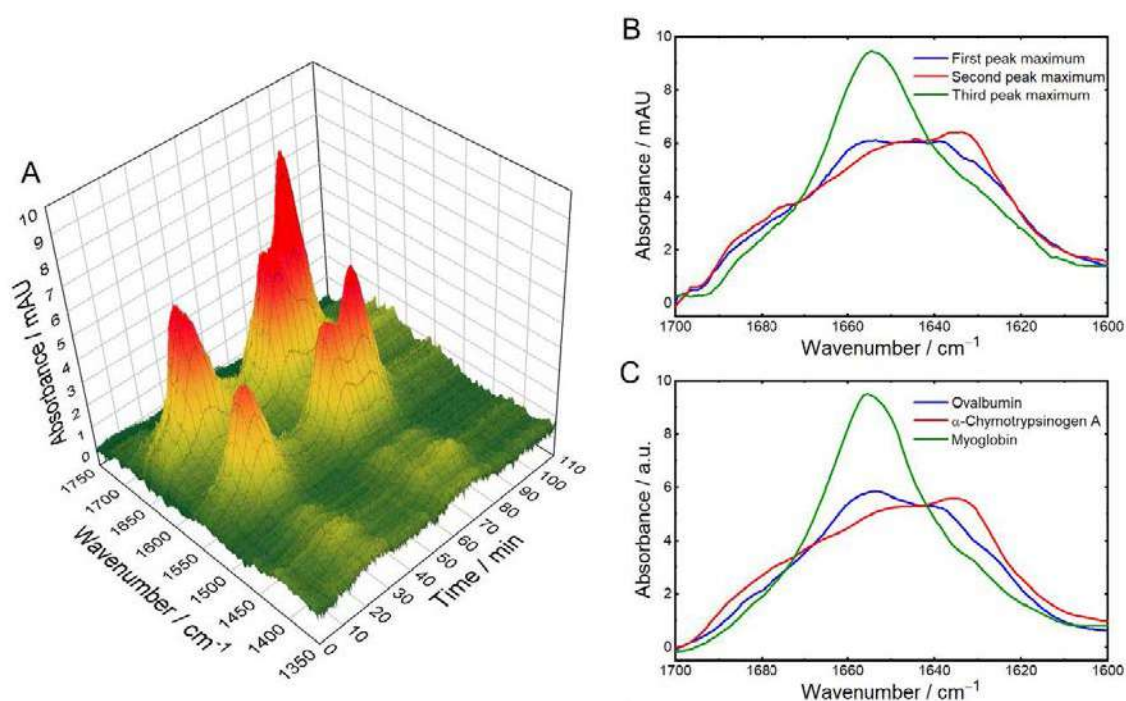 A
Absorbance / mAU
10
9
8
7
6
5
4
3
2
1
0
1750
1700
1650
1600
1550
1500
1450
1400
1350
Wavenumber / cm⁻¹
0
10
20
30
40
50
60
70
80
90
100
110
Time / min
B
Absorbance / mAU
10
8
6
4
2
0
First peak maximum
Second peak maximum
Third peak maximum
1700 1680 1660 1640 1620 1600
Wavenumber / cm⁻¹
C
Absorbance / a.u.
10
8
6
4
2
0
Ovalbumin
α-Chymotrypsinogen A
Myoglobin
1700 1680 1660 1640 1620 1600
Wavenumber / cm⁻¹